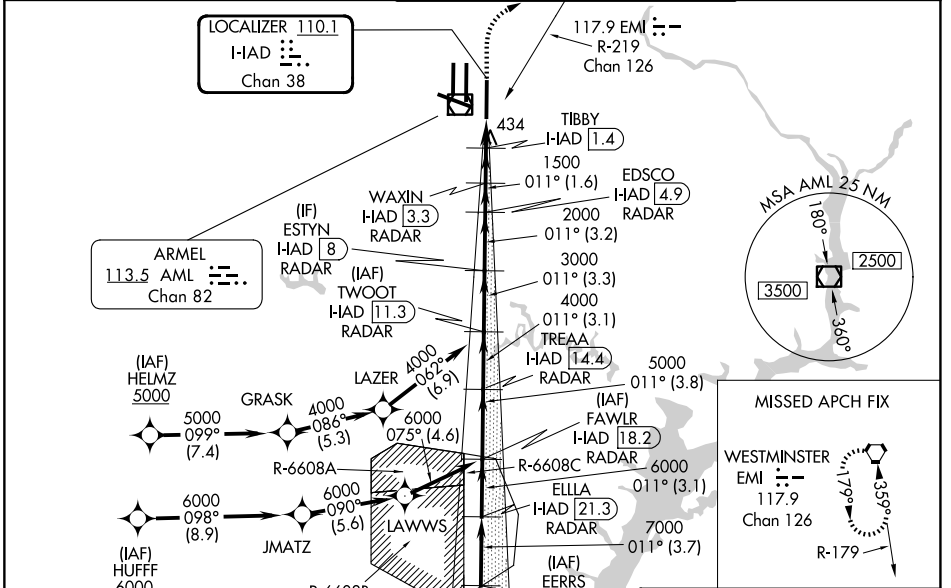 LOCALIZER 110.1
I-IAD
Chan 38
117.9 EMI
R-219
Chan 126
434
TIBBY
I-IAD 1.4
1500
011° (1.6)
WAXIN
I-IAD 3.3
RADAR
EDSCO
I-IAD 4.9
RADAR
2000
011° (3.2)
(IF)
ESTYN
I-IAD 8
RADAR
3000
011° (3.3)
ARMEL
113.5 AML
Chan 82
(IAF)
TWOOT
I-IAD 11.3
RADAR
4000
011° (3.1)
TREAA
I-IAD 14.4
RADAR
5000
011° (3.8)
MSA AML 25 NM
180°
2500
3500
360°
(IAF)
HELMZ
5000
5000
099°
(7.4)
GRASK
4000
086°
(5.3)
LAZER
4000
062°
(6.9)
6000
075° (4.6)
(IAF)
FAWLR
I-IAD 18.2
RADAR
R-6608A
R-6608C
6000
011° (3.1)
6000
098°
(8.9)
JMATZ
6000
090°
(5.6)
LAWWS
ELLLA
I-IAD 21.3
RADAR
7000
011° (3.7)
(IAF)
HUFFF
6000
(IAF)
EERRS
MISSED APCH FIX
WESTMINSTER
EMI
117.9
Chan 126
179°
359°
R-179